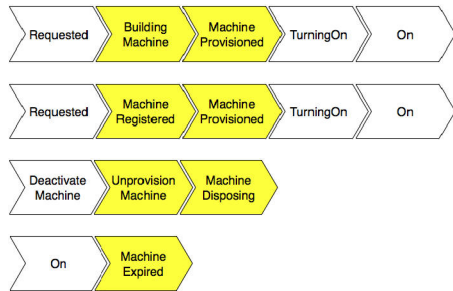 Requested
Building
Machine
Machine
Provisioned
TurningOn
On
Requested
Machine
Registered
Machine
Provisioned
TurningOn
On
Deactivate
Machine
Unprovision
Machine
Machine
Disposing
On
Machine
Expired